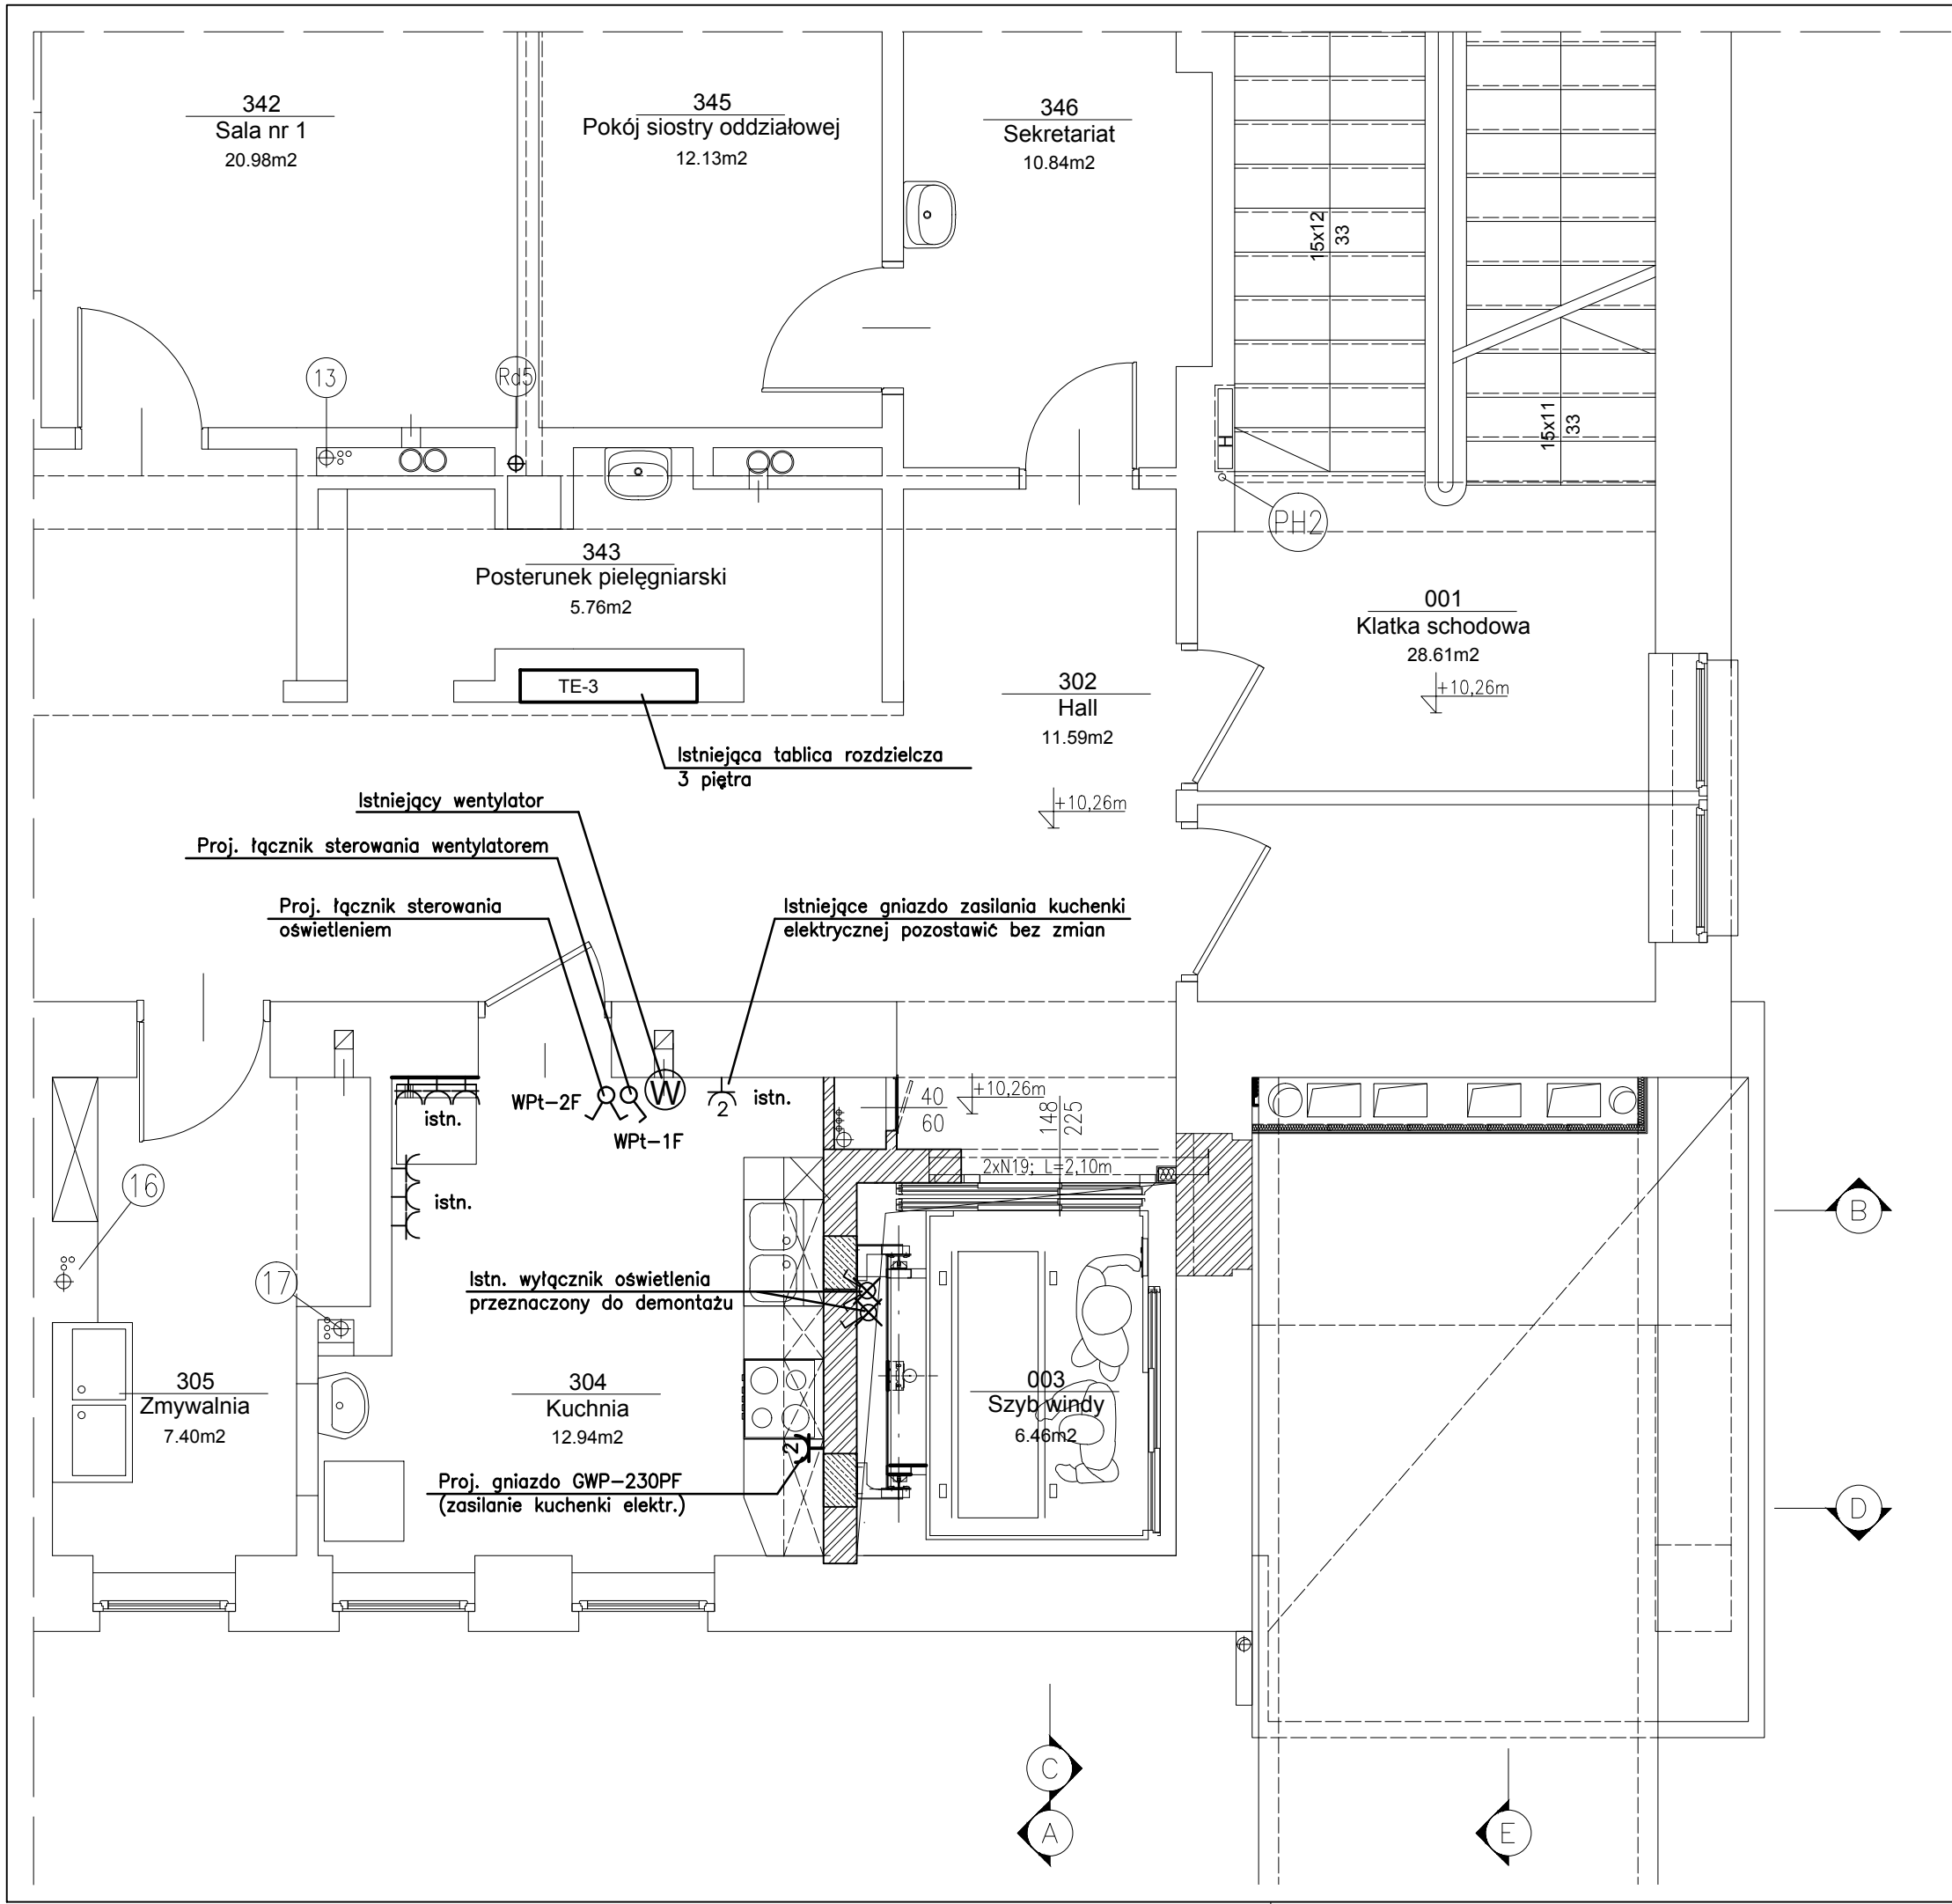 342
Sala nr 1
20.98m2
345
Pokój siostry oddziałowej
12.13m2
346
Sekretariat
10.84m2
15x12
33
15x11
33
13
Rd5
PH2
343
Posterunek pielęgniarski
5.76m2
001
Klatka schodowa
28.61m2
+10,26m
TE-3
302
Hall
11.59m2
+10,26m
Istniejąca tablica rozdzielcza
3 piętra
Istniejący wentylator
Proj. łącznik sterowania wentylatorem
Proj. łącznik sterowania
oświetleniem
Istniejące gniazdo zasilania kuchenki
elektrycznej pozostawić bez zmian
WPt-2F
W
2
istn.
WPt-1F
istn.
istn.
40
60
+10,26m
148
225
2xN19; L=2,10m
16
17
Istn. wyłącznik oświetlenia
przeznaczony do demontażu
305
Zmywalnia
7.40m2
304
Kuchnia
12.94m2
003
Szyb windy
6.46m2
2
Proj. gniazdo GWP-230PF
(zasilanie kuchenki elektr.)
B
D
C
A
E